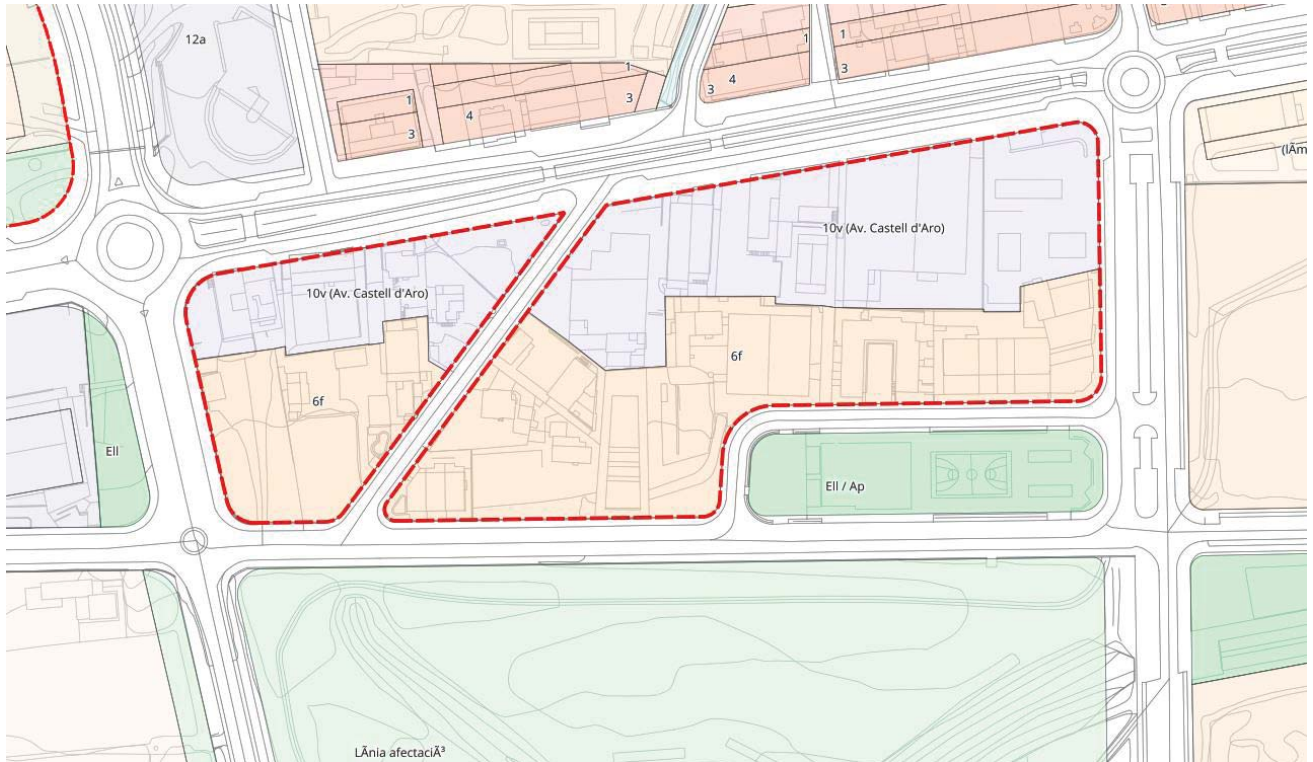 12a
1
3
4
1
3
1
4
3
1
3
(lÃm
10v (Av. Castell d'Aro)
10v (Av. Castell d'Aro)
6f
6f
Ell
Ell / Ap
LÃnia afectaciÃ³